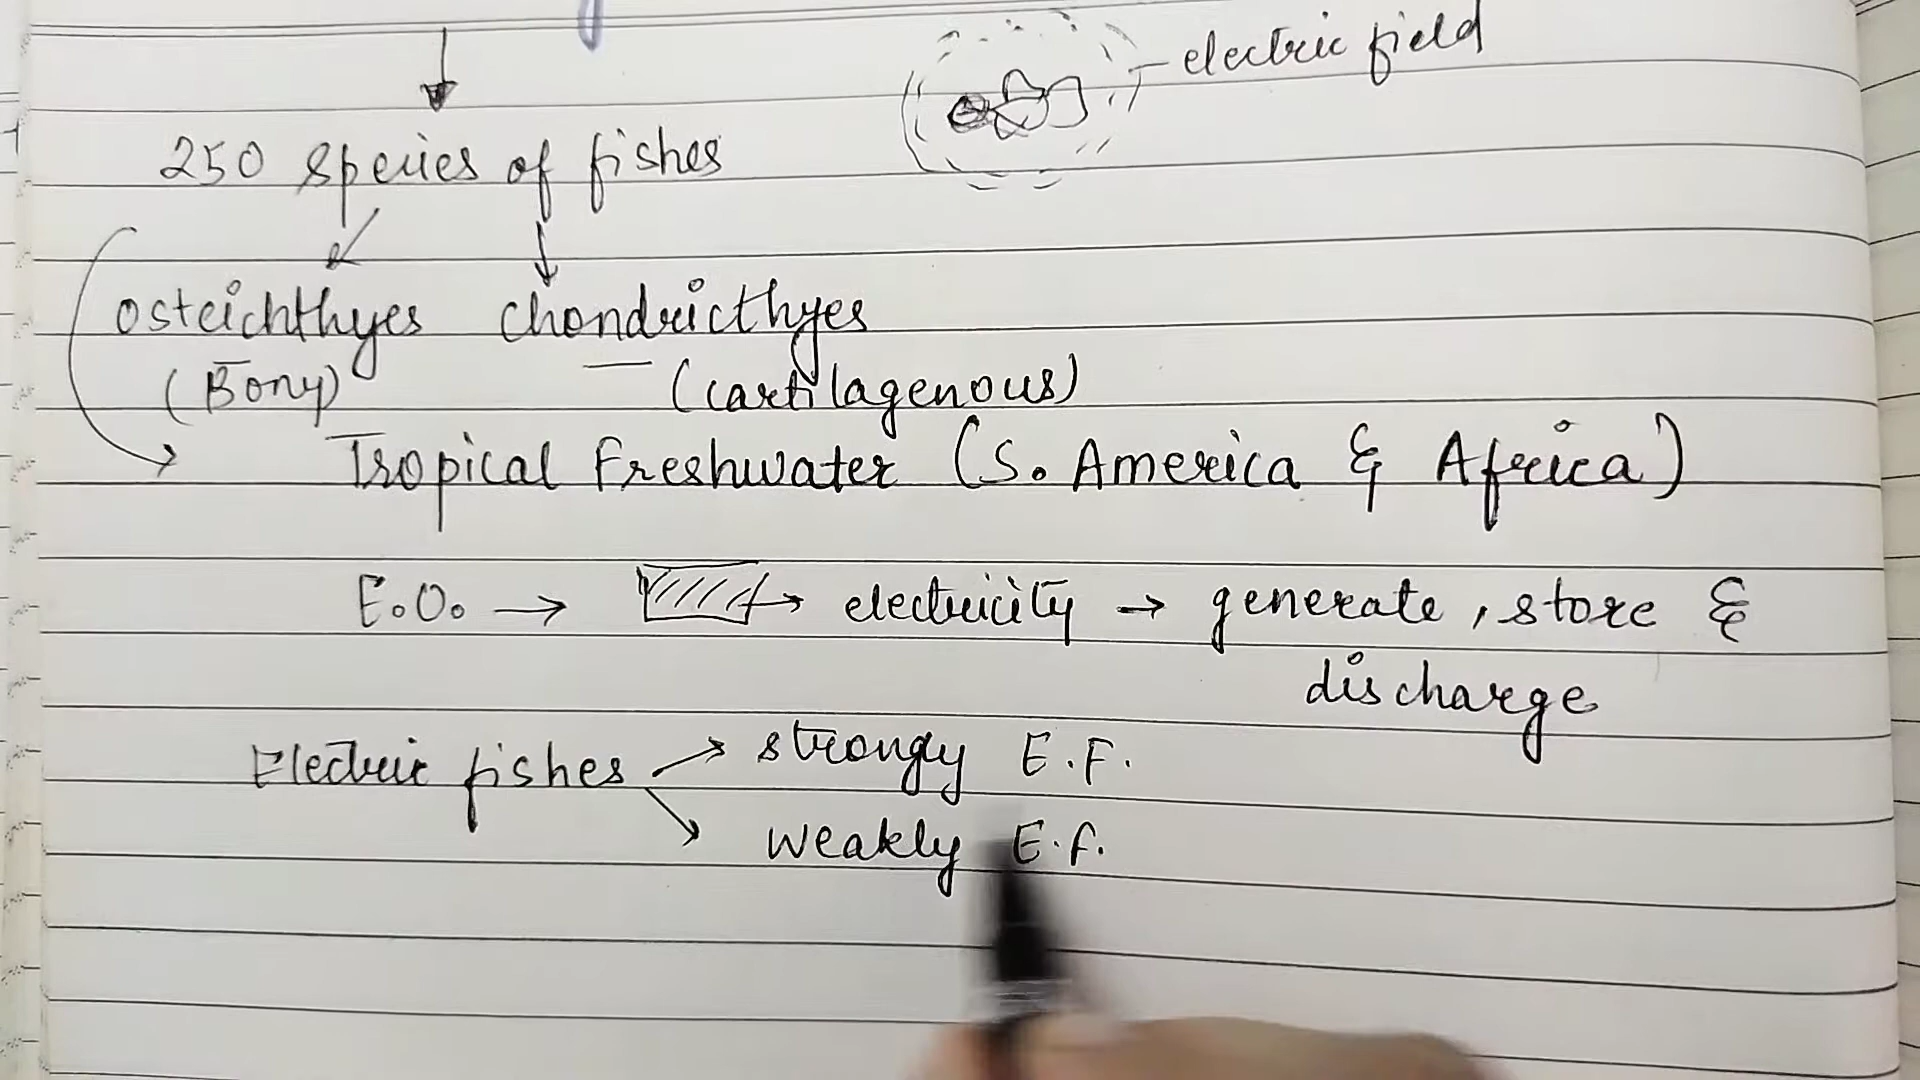 electric field
250 species of fishes
Osteichthyes chondricthyes
(Bony) (cartilagenous)
Tropical Freshwater (S. America & Africa)
E.O. → → electricity → generate, store &
discharge
Electric fishes → strongly E.F.
weakly E.F.